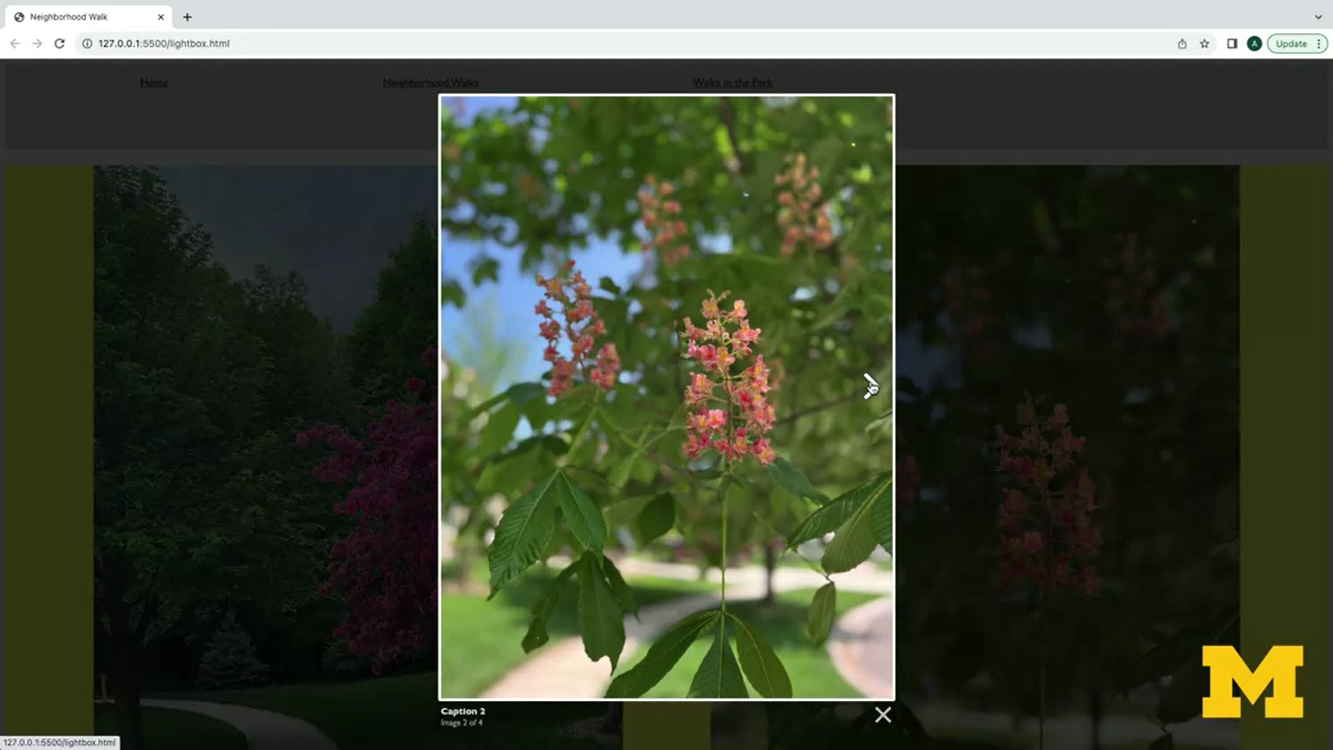 Neighborhood Walk
127.0.0.1:5500/lightbox.html
A
Update
Home
Neighborhood Walks
Walks in the Park
Caption 2
Image 2 of 4
M
127.0.0.1:5500/lightbox.html